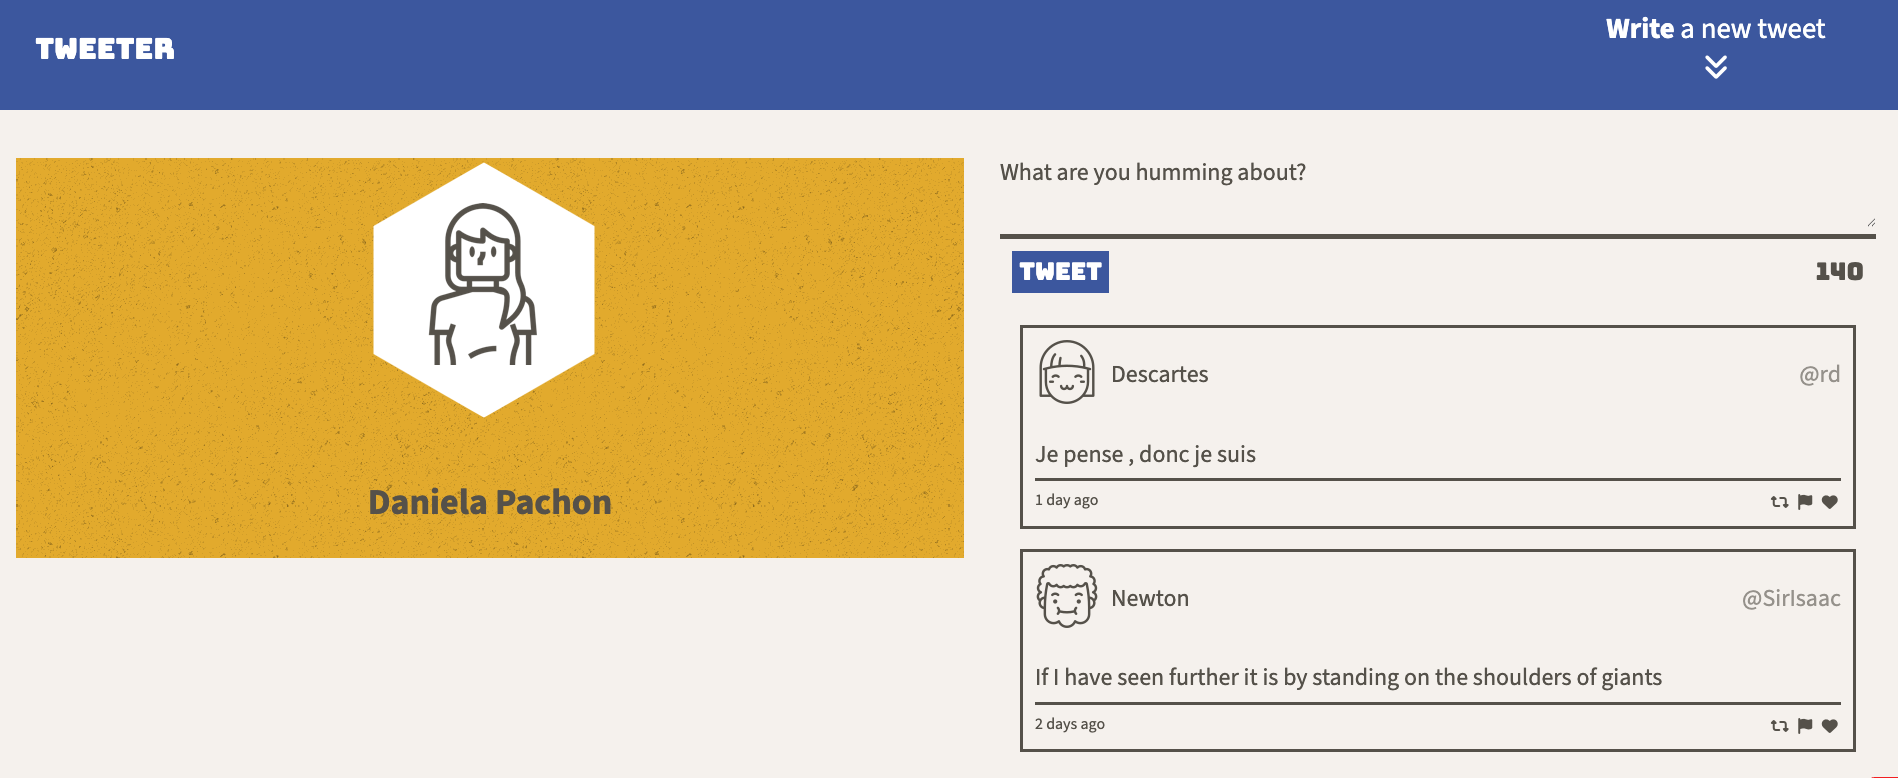 TWEETER
Write a new tweet
Daniela Pachon
What are you humming about?
TWEET
140
Descartes
@rd
Je pense , donc je suis
1 day ago
Newton
@SirIsaac
If I have seen further it is by standing on the shoulders of giants
2 days ago